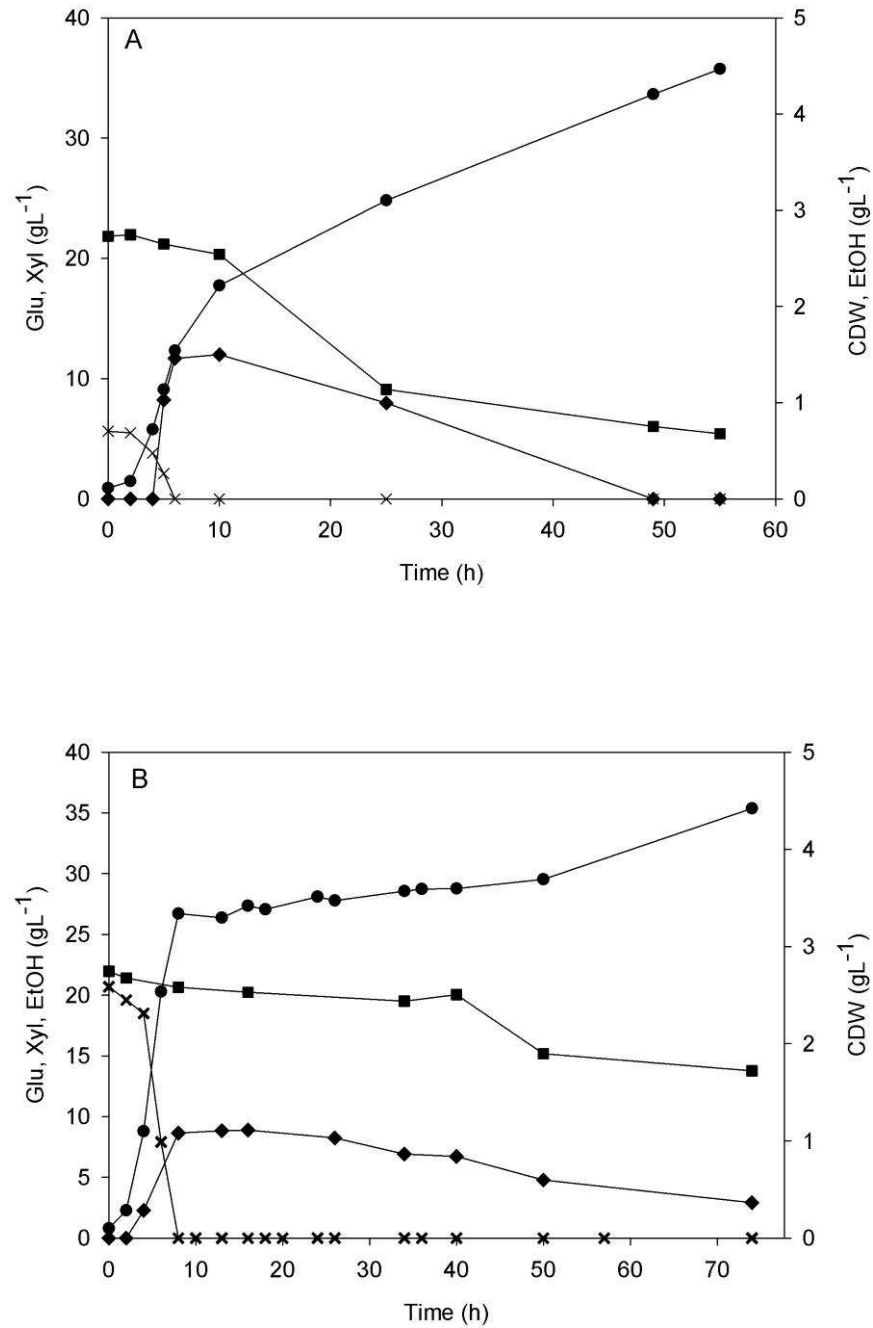 A
Glu, Xyl (gL⁻¹)
40
30
20
10
0
5
4
3
2
1
0
CDW, EtOH (gL⁻¹)
0 10 20 30 40 50 60
Time (h)
B
Glu, Xyl, EtOH (gL⁻¹)
40
35
30
25
20
15
10
5
0
5
4
3
2
1
0
CDW (gL⁻¹)
0 10 20 30 40 50 60 70
Time (h)